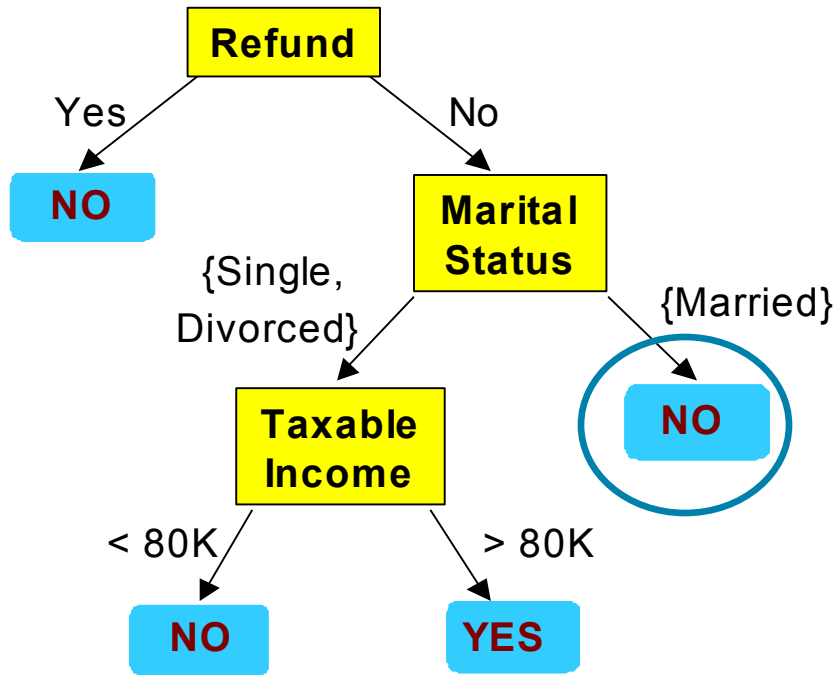 Refund
Yes
No
NO
Marital
Status
{Single,
Divorced}
{Married}
Taxable
Income
NO
< 80K
> 80K
NO
YES